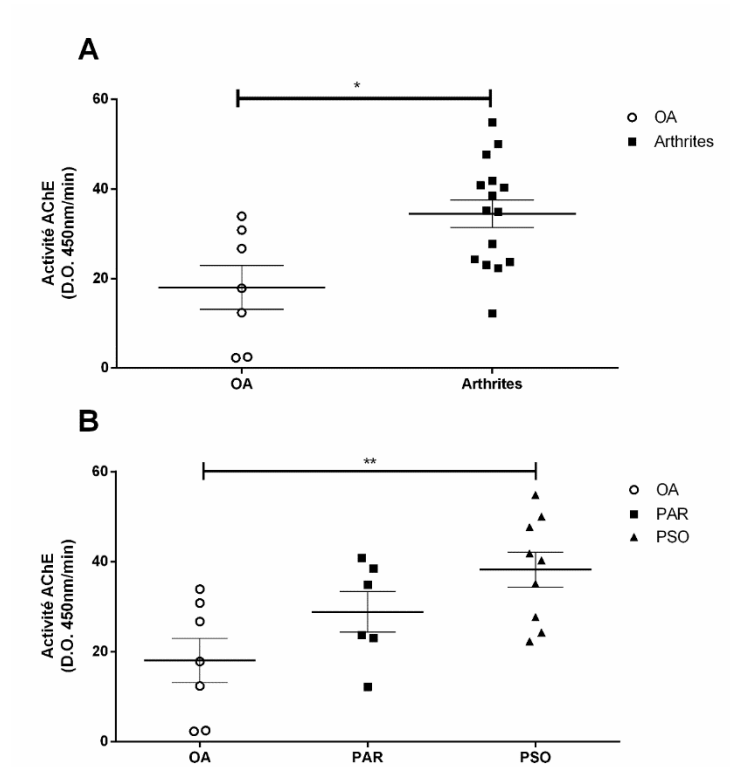 A
*
60
40
20
0
Activité AChE
(D.O. 450nm/min)
OA
Arthrites
OA
Arthrites
B
**
60
40
20
0
Activité AChE
(D.O. 450nm/min)
OA
PAR
PSO
OA
PAR
PSO